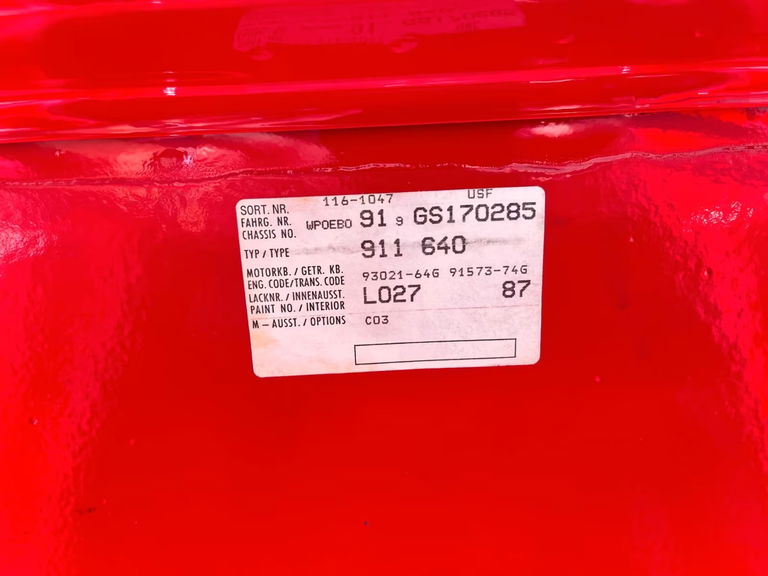 SORT. NR. 116-1047 USF
FAHRG. NR. WPOEBO 91 9 GS170285
CHASSIS NO.
TYP / TYPE 911 640
MOTORKB. / GETR. KB. 93021-64G 91573-74G
ENG. CODE/TRANS. CODE
LACKNR. / INNENAUSST. L027 87
PAINT NO. / INTERIOR
M – AUSST. / OPTIONS C03